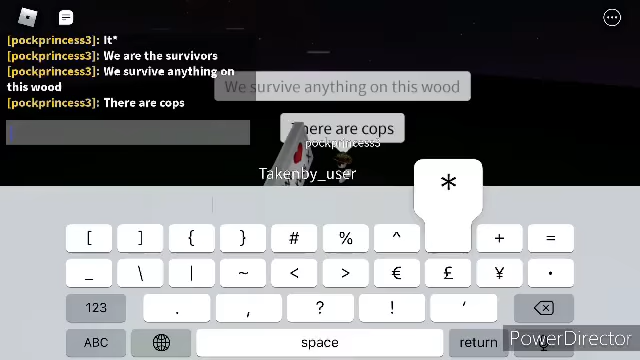 [pockprincess3]: It*
[pockprincess3]: We are the survivors
[pockprincess3]: We survive anything on
this wood
[pockprincess3]: There are cops
We survive anything on this wood
There are cops
pockprincess3
Takenby_user
*
[ ] { } # % ^ + =
_ \ | ~ < > € £ ¥ •
123 . , ? ! ‘
ABC space return
PowerDirector